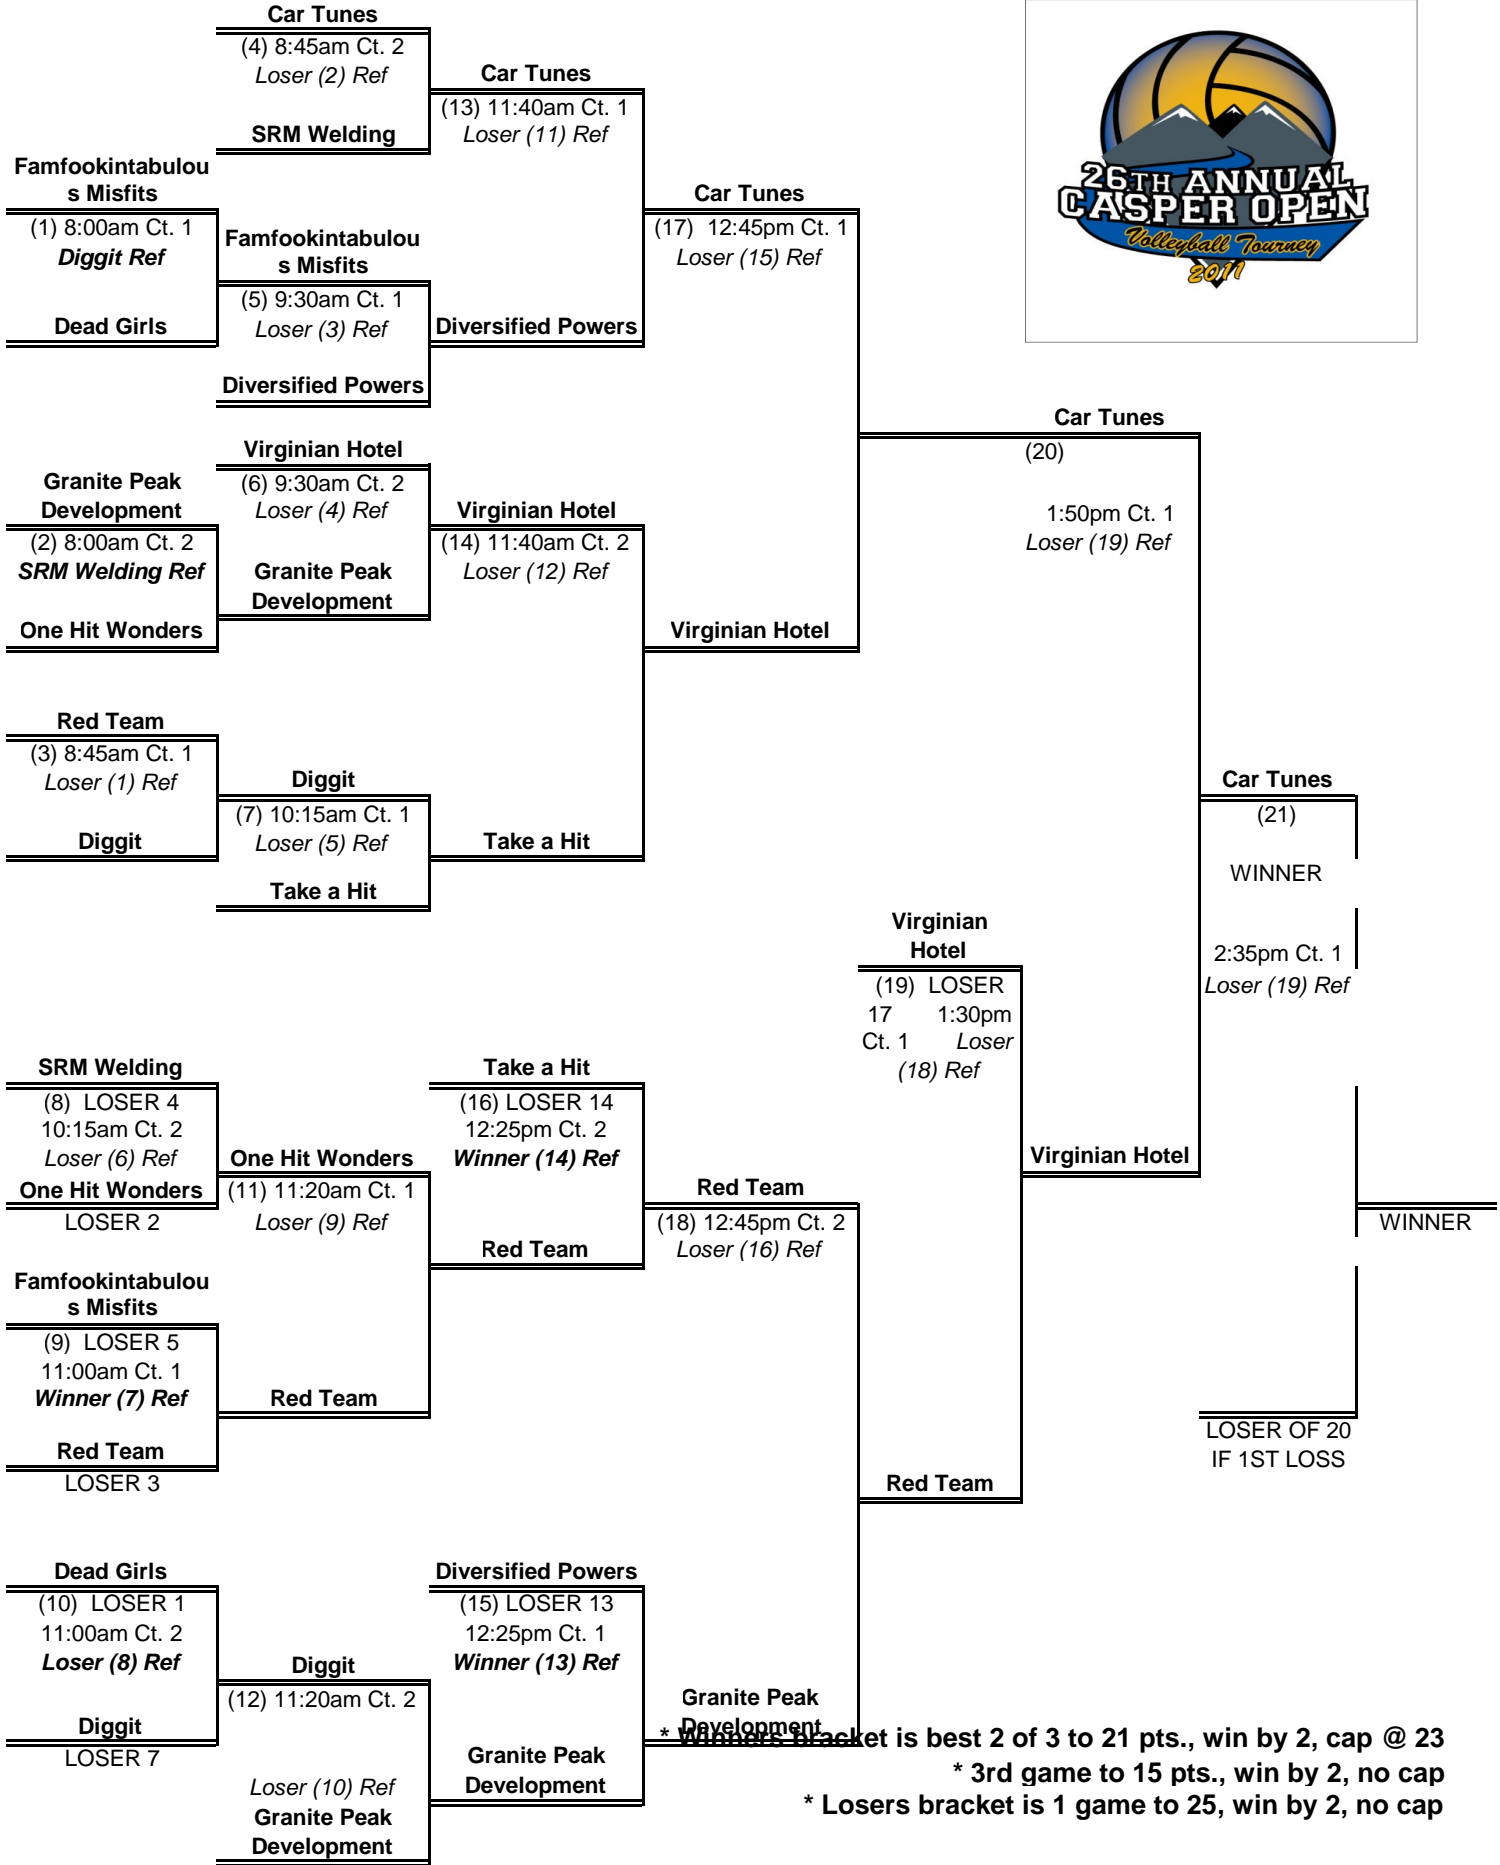 Car Tunes
(4) 8:45am Ct. 2
Loser (2) Ref
SRM Welding
Car Tunes
(13) 11:40am Ct. 1
Loser (11) Ref
Famfookintabulou
s Misfits
(1) 8:00am Ct. 1
Diggit Ref
Dead Girls
Famfookintabulou
s Misfits
(5) 9:30am Ct. 1
Loser (3) Ref
Diversified Powers
Diversified Powers
Car Tunes
(17) 12:45pm Ct. 1
Loser (15) Ref
26TH ANNUAL
CASPER OPEN
Volleyball Tourney
2011
Virginian Hotel
(6) 9:30am Ct. 2
Loser (4) Ref
Granite Peak
Development
Granite Peak
Development
(2) 8:00am Ct. 2
SRM Welding Ref
One Hit Wonders
Virginian Hotel
(14) 11:40am Ct. 2
Loser (12) Ref
Virginian Hotel
Car Tunes
(20)
1:50pm Ct. 1
Loser (19) Ref
Red Team
(3) 8:45am Ct. 1
Loser (1) Ref
Diggit
Diggit
(7) 10:15am Ct. 1
Loser (5) Ref
Take a Hit
Take a Hit
Car Tunes
(21)
WINNER
2:35pm Ct. 1
Loser (19) Ref
Virginian
Hotel
(19) LOSER
17 1:30pm
Ct. 1 Loser
(18) Ref
SRM Welding
(8) LOSER 4
10:15am Ct. 2
Loser (6) Ref
One Hit Wonders
LOSER 2
One Hit Wonders
(11) 11:20am Ct. 1
Loser (9) Ref
Take a Hit
(16) LOSER 14
12:25pm Ct. 2
Winner (14) Ref
Red Team
Red Team
(18) 12:45pm Ct. 2
Loser (16) Ref
Virginian Hotel
WINNER
Famfookintabulou
s Misfits
(9) LOSER 5
11:00am Ct. 1
Winner (7) Ref
Red Team
LOSER 3
Red Team
Red Team
LOSER OF 20
IF 1ST LOSS
Dead Girls
(10) LOSER 1
11:00am Ct. 2
Loser (8) Ref
Diggit
LOSER 7
Diggit
(12) 11:20am Ct. 2
Loser (10) Ref
Granite Peak
Development
Diversified Powers
(15) LOSER 13
12:25pm Ct. 1
Winner (13) Ref
Granite Peak
Development
Granite Peak
Development
* Winners bracket is best 2 of 3 to 21 pts., win by 2, cap @ 23
* 3rd game to 15 pts., win by 2, no cap
* Losers bracket is 1 game to 25, win by 2, no cap